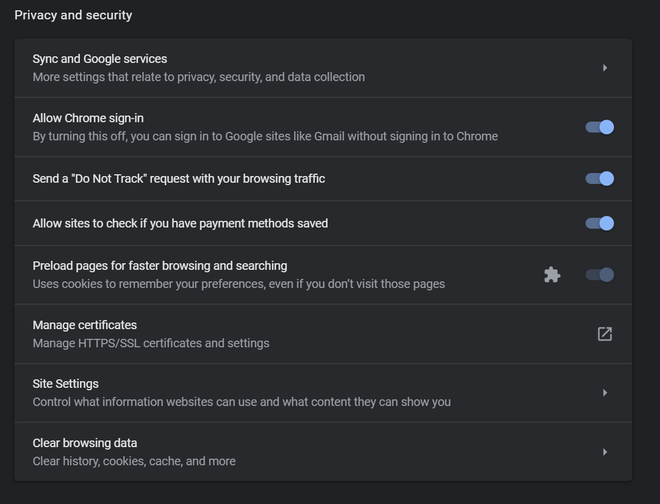 Privacy and security
Sync and Google services
More settings that relate to privacy, security, and data collection
Allow Chrome sign-in
By turning this off, you can sign in to Google sites like Gmail without signing in to Chrome
Send a "Do Not Track" request with your browsing traffic
Allow sites to check if you have payment methods saved
Preload pages for faster browsing and searching
Uses cookies to remember your preferences, even if you don’t visit those pages
Manage certificates
Manage HTTPS/SSL certificates and settings
Site Settings
Control what information websites can use and what content they can show you
Clear browsing data
Clear history, cookies, cache, and more